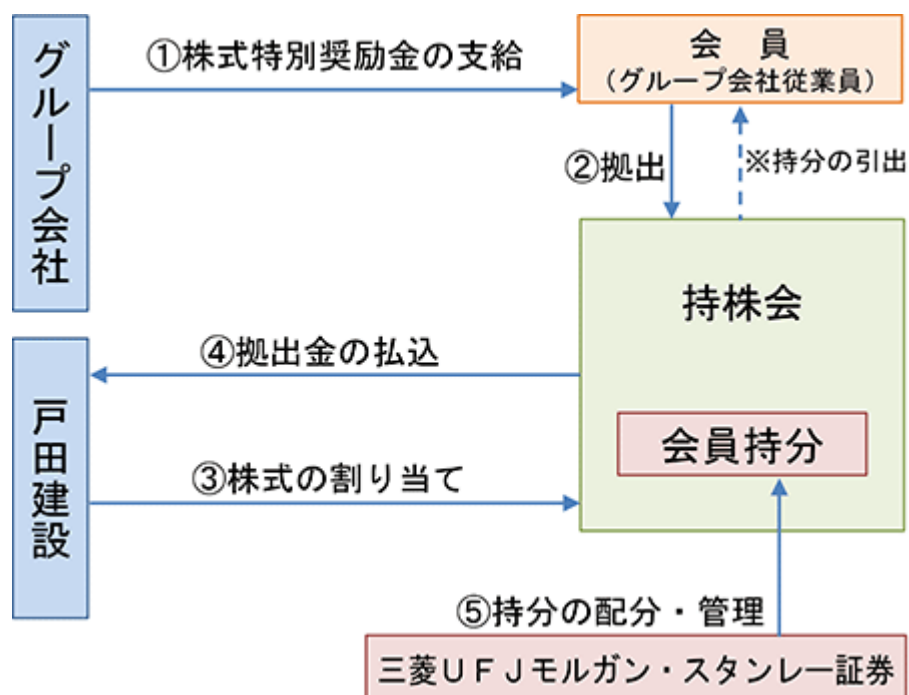 グループ会社
①株式特別奨励金の支給
会　員
（グループ会社従業員）
②拠出
※持分の引出
持株会
戸田建設
④拠出金の払込
会員持分
③株式の割り当て
⑤持分の配分・管理
三菱ＵＦＪモルガン・スタンレー証券